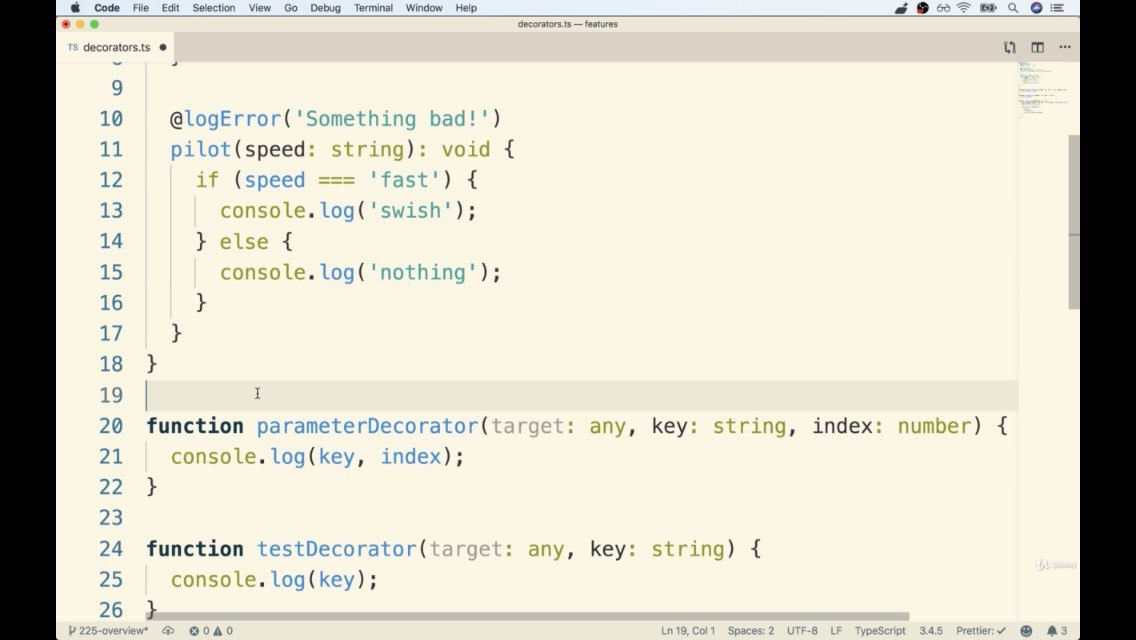 Code File Edit Selection View Go Debug Terminal Window Help
decorators.ts — features
TS decorators.ts
9
10 @logError('Something bad!')
11 pilot(speed: string): void {
12 if (speed === 'fast') {
13 console.log('swish');
14 } else {
15 console.log('nothing');
16 }
17 }
18 }
19
20 function parameterDecorator(target: any, key: string, index: number) {
21 console.log(key, index);
22 }
23
24 function testDecorator(target: any, key: string) {
25 console.log(key);
26 }
Udemy
225-overview* 0 0 Ln 19, Col 1 Spaces: 2 UTF-8 LF TypeScript 3.4.5 Prettier: ✓ 3